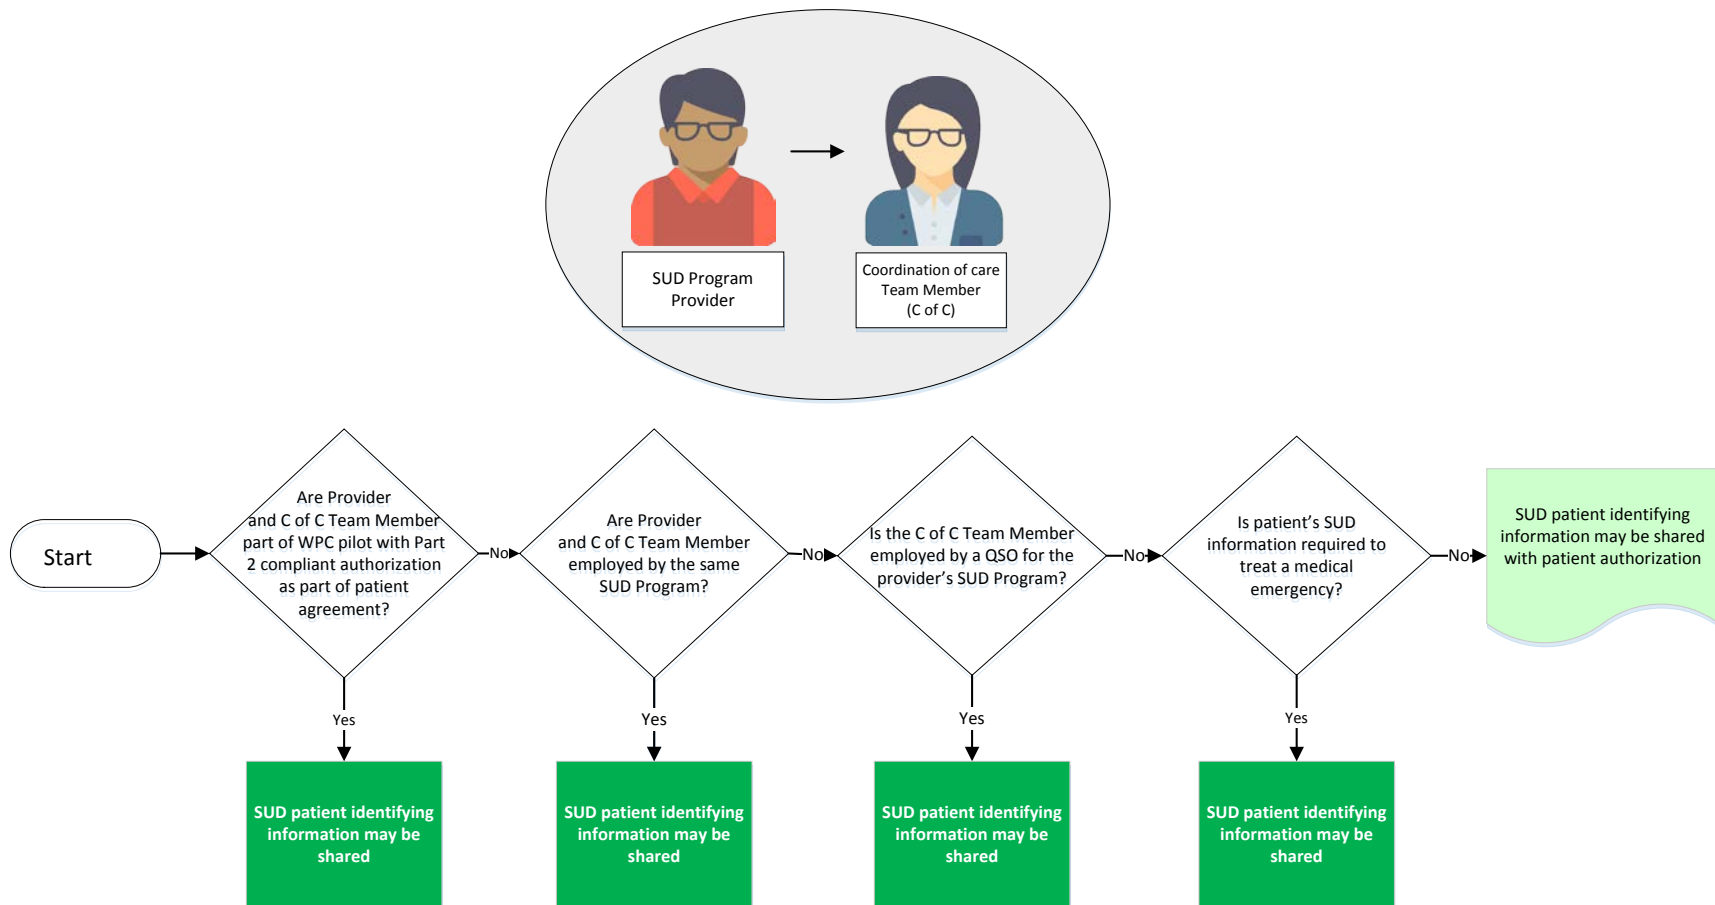 SUD Program
Provider
Coordination of care
Team Member
(C of C)
Start
Are Provider
and C of C Team Member
part of WPC pilot with Part
2 compliant authorization
as part of patient
agreement?
No
Are Provider
and C of C Team Member
employed by the same
SUD Program?
No
Is the C of C Team Member
employed by a QSO for the
provider's SUD Program?
No
Is patient's SUD
information required to
treat a medical
emergency?
No
SUD patient identifying
information may be shared
with patient authorization
Yes
Yes
Yes
Yes
SUD patient identifying
information may be
shared
SUD patient identifying
information may be
shared
SUD patient identifying
information may be
shared
SUD patient identifying
information may be
shared